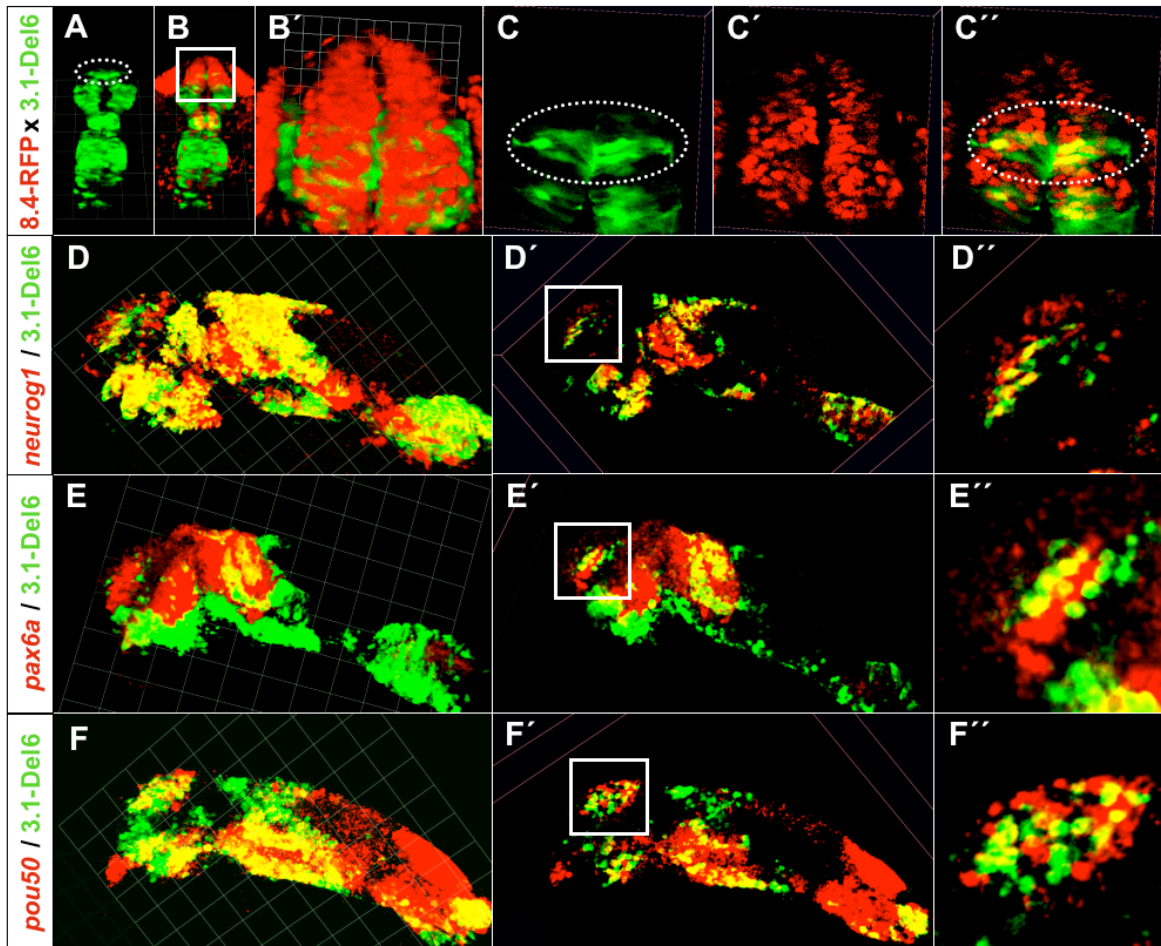 A
B
B´
C
C´
C´´
8.4-RFP x 3.1-Del6
D
D´
D´´
neurog1 / 3.1-Del6
E
E´
E´´
pax6a / 3.1-Del6
F
F´
F´´
pou50 / 3.1-Del6